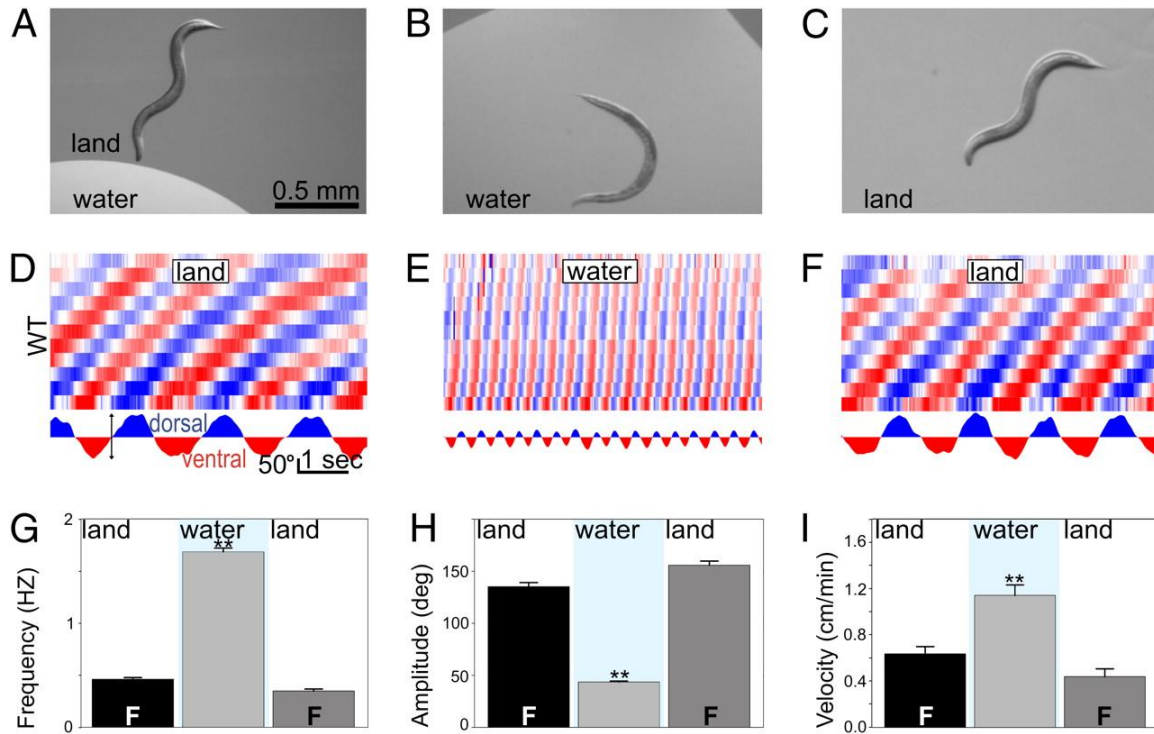 A
land
water
0.5 mm
B
water
C
land
D
land
WT
dorsal
ventral
50°
1 sec
E
water
F
land
G
land
water
land
**
Frequency (HZ)
2
1
0
F
F
H
land
water
land
**
Amplitude (deg)
150
100
50
0
F
F
I
land
water
land
**
Velocity (cm/min)
1.6
1.2
0.8
0.4
0.0
F
F